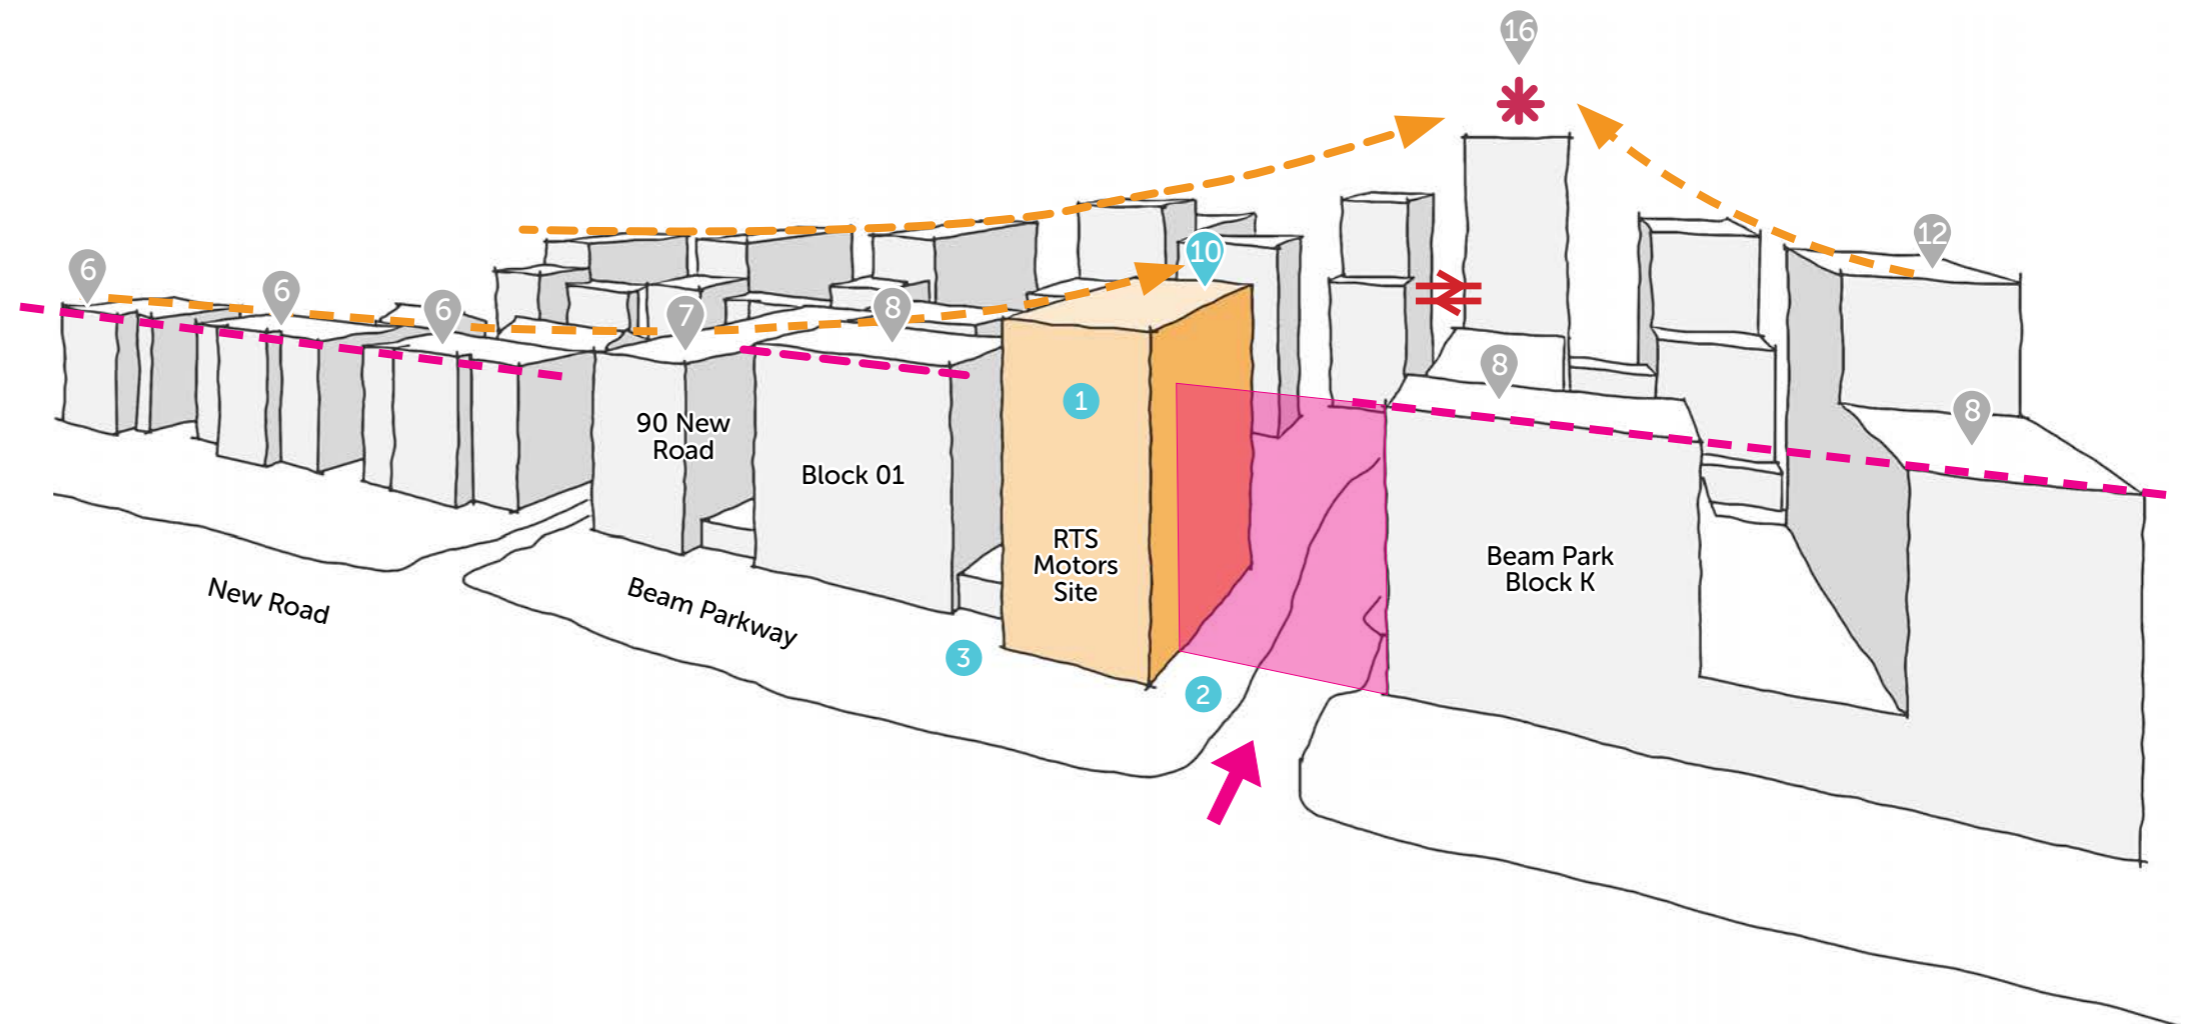 16
12
10
6
6
6
7
8
8
8
90 New
Road
Block 01
1
RTS
Motors
Site
Beam Park
Block K
New Road
Beam Parkway
3
2